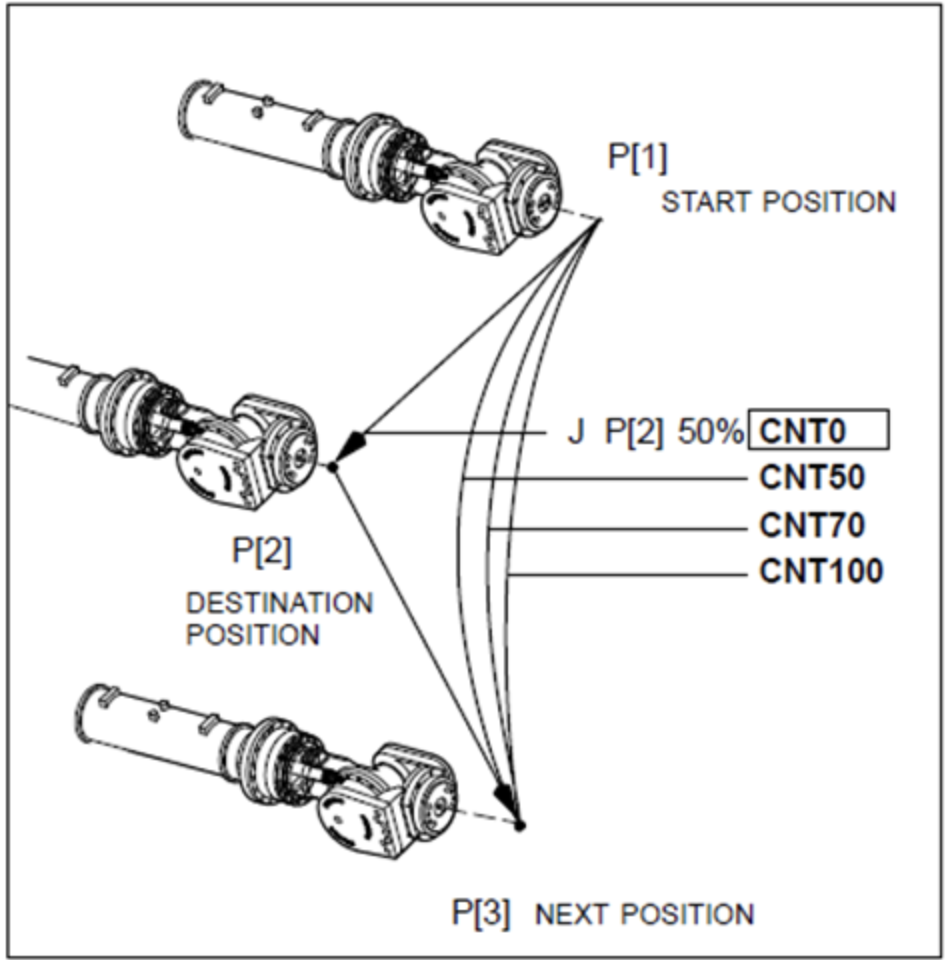 P[1]
START POSITION
J P[2] 50% CNT0
CNT50
CNT70
CNT100
P[2]
DESTINATION
POSITION
P[3] NEXT POSITION